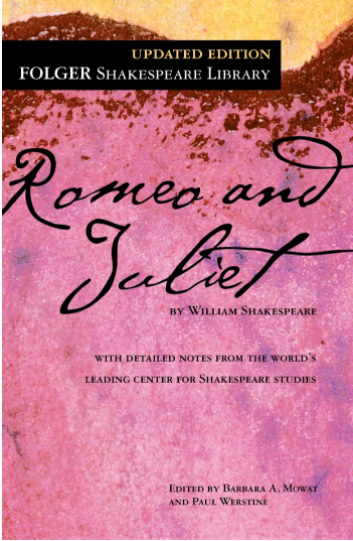 UPDATED EDITION
FOLGER SHAKESPEARE LIBRARY
Romeo and
Juliet
BY WILLIAM SHAKESPEARE
WITH DETAILED NOTES FROM THE WORLD'S
LEADING CENTER FOR SHAKESPEARE STUDIES
EDITED BY BARBARA A. MOWAT
AND PAUL WERSTINE